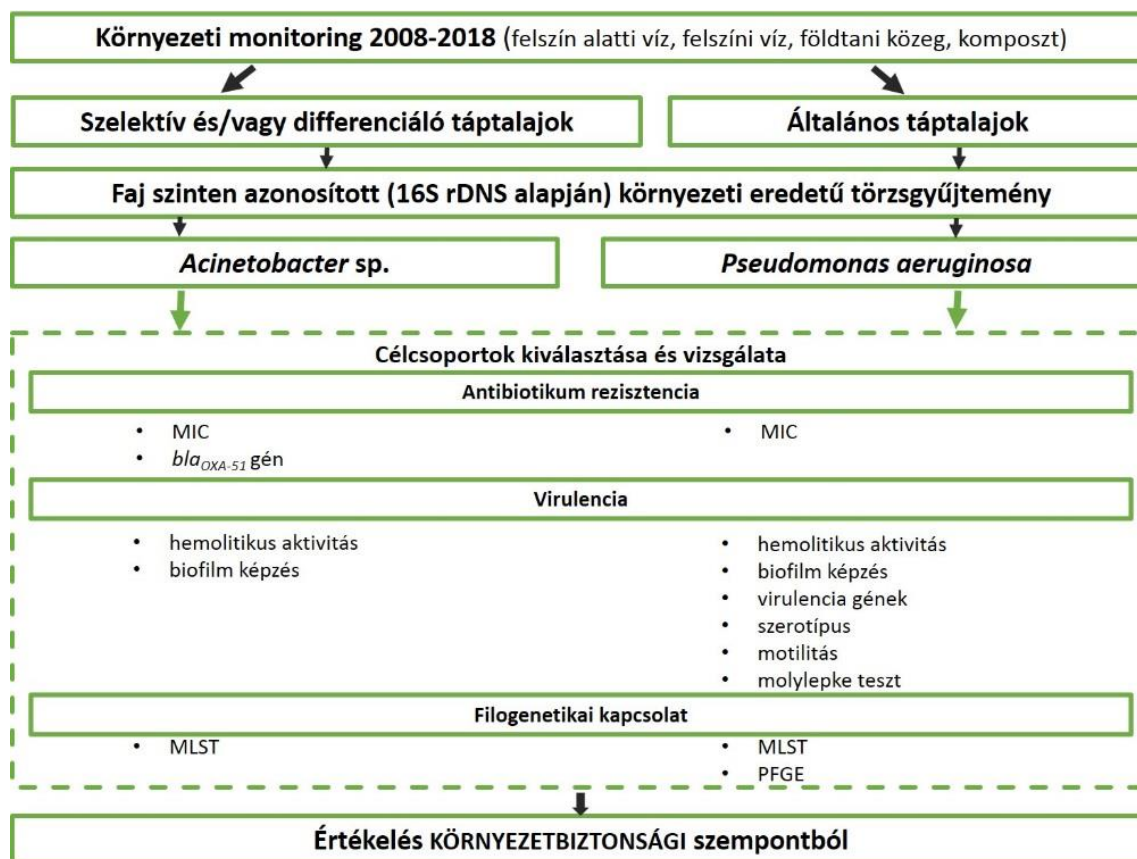 Környezeti monitoring 2008-2018 (felszín alatti víz, felszíni víz, földtani közeg, komposzt)
Szelektív és/vagy differenciáló táptalajok
Általános táptalajok
Faj szinten azonosított (16S rDNS alapján) környezeti eredetű törzsgyűjtemény
Acinetobacter sp.
Pseudomonas aeruginosa
Célcsoportok kiválasztása és vizsgálata
Antibiotikum rezisztencia
• MIC
• blaOXA-51 gén
• MIC
Virulencia
• hemolitikus aktivitás
• biofilm képzés
• hemolitikus aktivitás
• biofilm képzés
• virulencia gének
• szerotípus
• motilitás
• molylepke teszt
Filogenetikai kapcsolat
• MLST
• MLST
• PFGE
Értékelés KÖRNYEZETBIZTONSÁGI szempontból